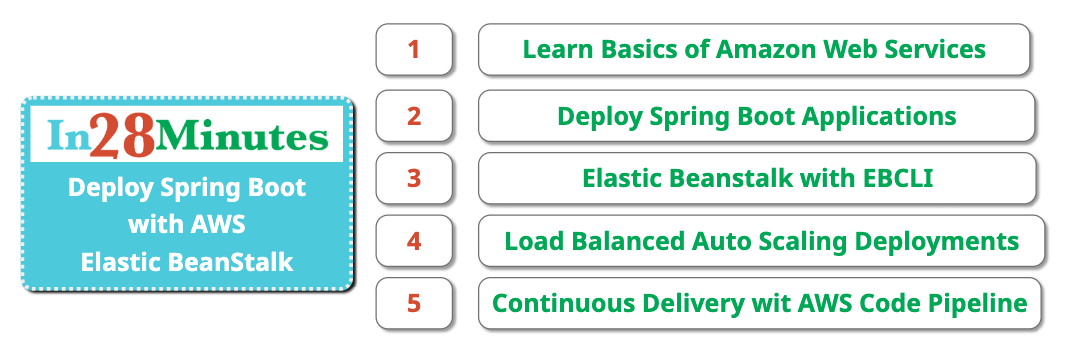 In28Minutes
Deploy Spring Boot
with AWS
Elastic BeanStalk
1 Learn Basics of Amazon Web Services
2 Deploy Spring Boot Applications
3 Elastic Beanstalk with EBCLI
4 Load Balanced Auto Scaling Deployments
5 Continuous Delivery wit AWS Code Pipeline